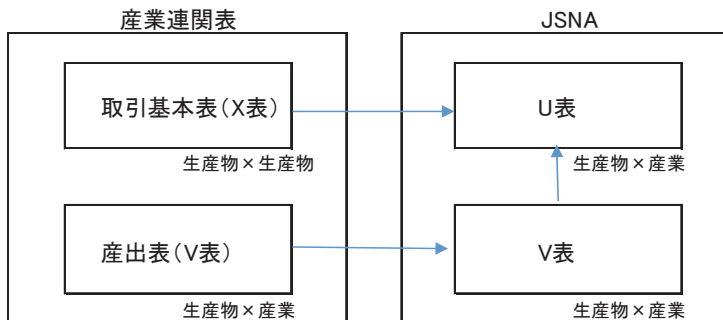 産業連関表
JSNA
取引基本表(X表)
U表
生産物×生産物
生産物×産業
産出表(V表)
V表
生産物×産業
生産物×産業